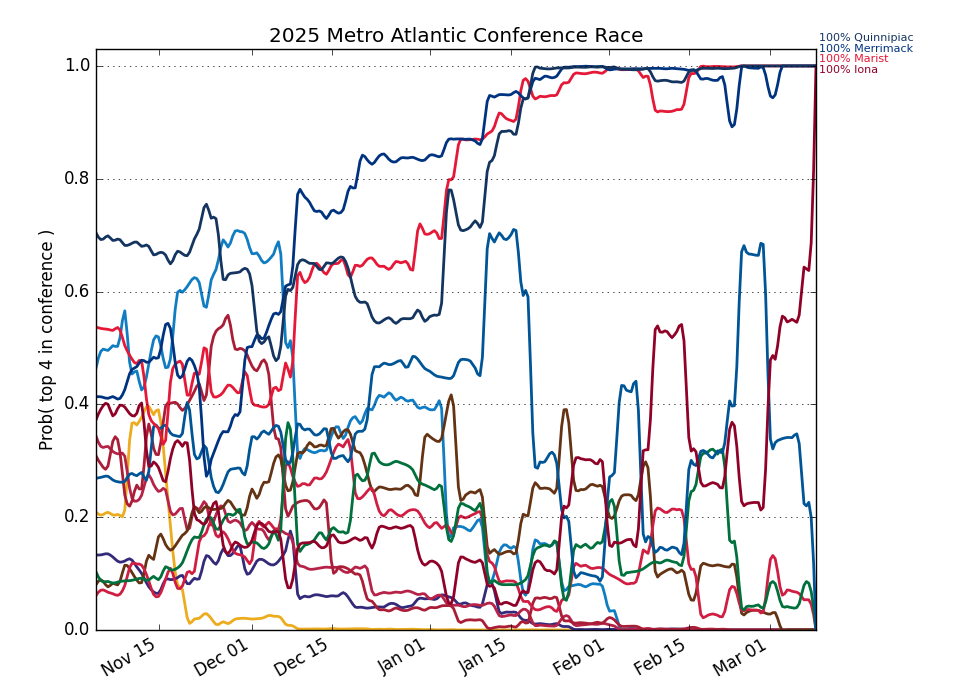 2025 Metro Atlantic Conference Race
100% Quinnipiac
100% Merrimack
100% Marist
100% Iona
Prob( top 4 in conference )
1.0
0.8
0.6
0.4
0.2
0.0
Nov 15
Dec 01
Dec 15
Jan 01
Jan 15
Feb 01
Feb 15
Mar 01